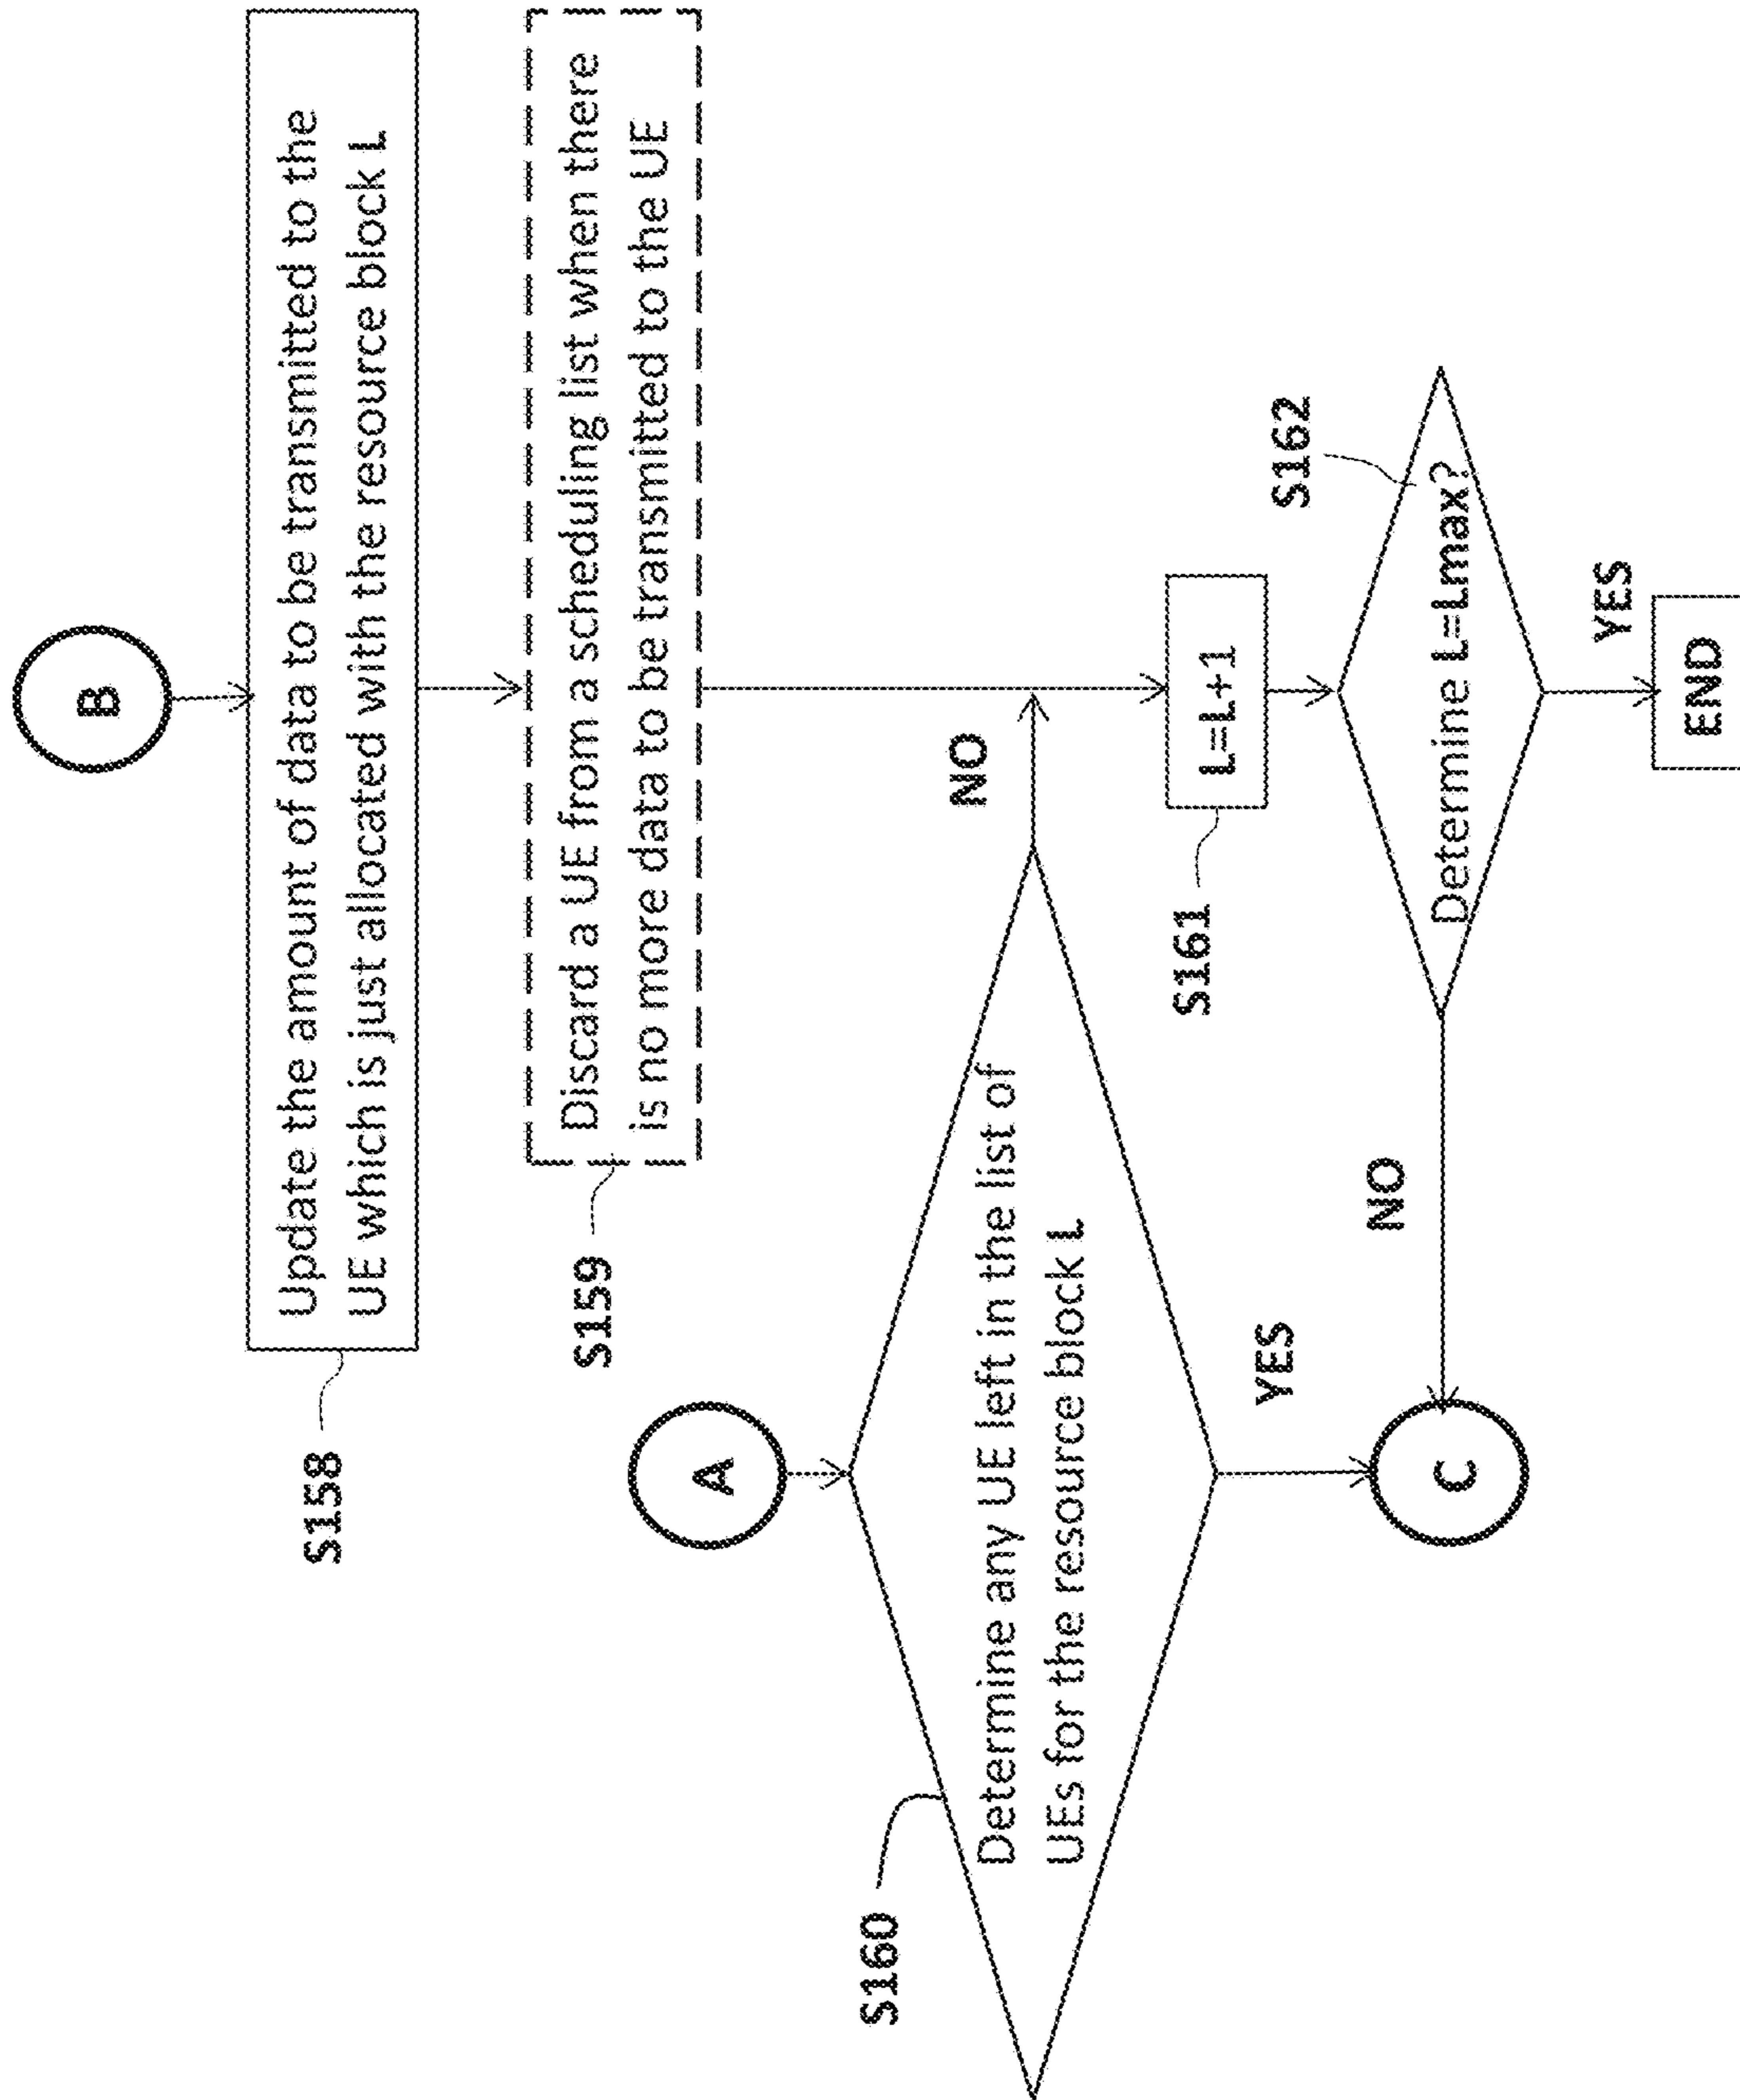 B
S158
Update the amount of data to be transmitted to the
UE which is just allocated with the resource block L
S159
Discard a UE from a scheduling list when there
is no more data to be transmitted to the UE
A
S160
Determine any UE left in the list of
UEs for the resource block L
NO
YES
S161
L=L+1
S162
Determine L=Lmax?
NO
YES
C
END